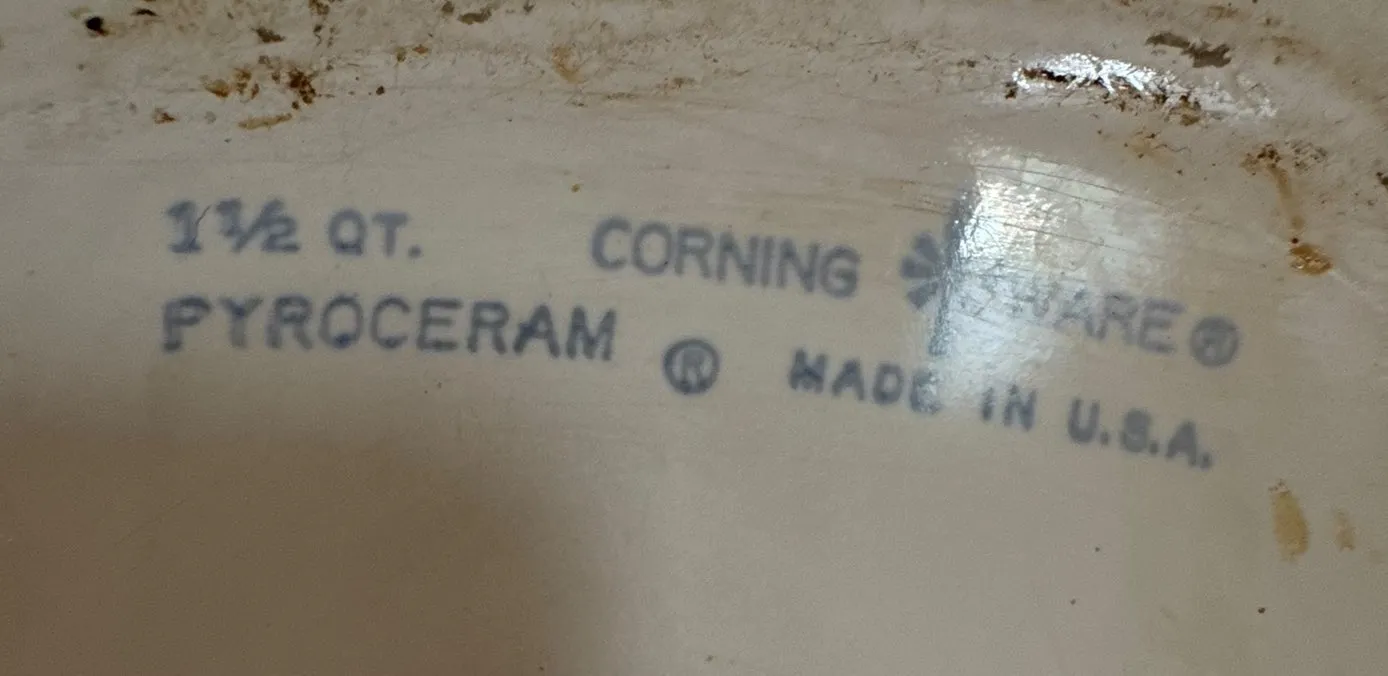 1½ QT. CORNING WARE®
PYROCERAM ® MADE IN U.S.A.